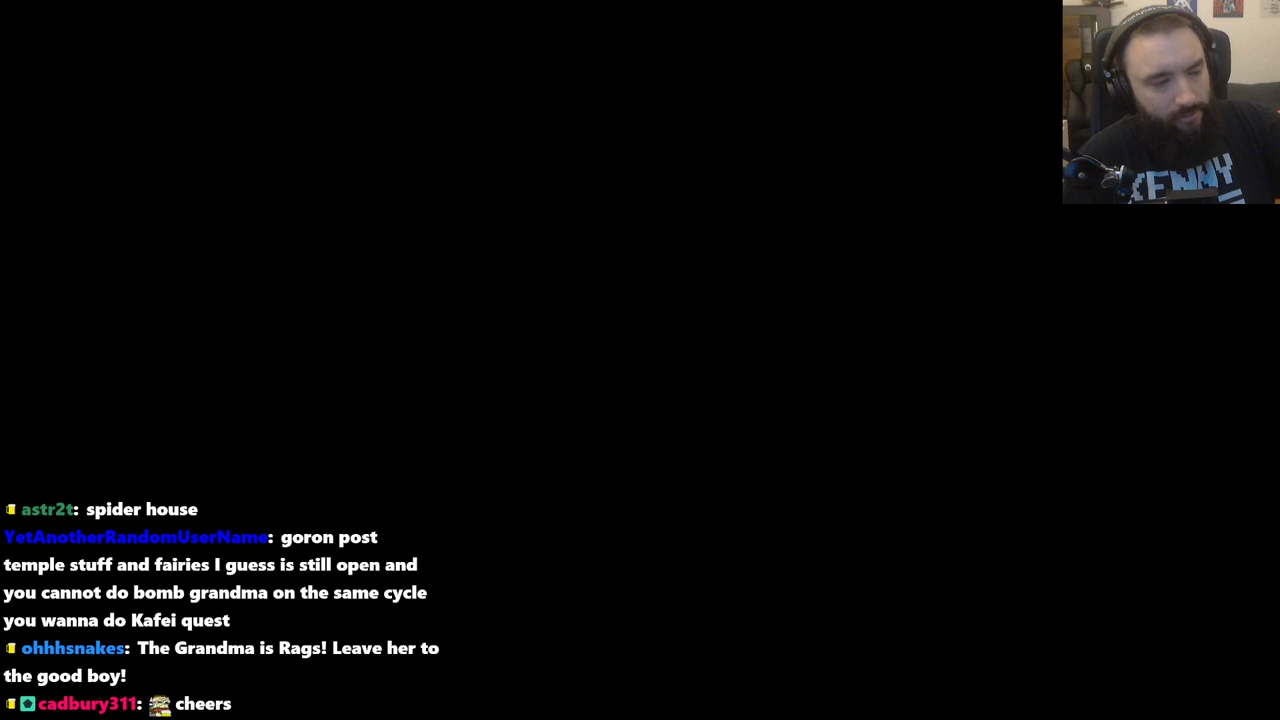 astr2t: spider house
YetAnotherRandomUserName: goron post
temple stuff and fairies I guess is still open and
you cannot do bomb grandma on the same cycle
you wanna do Kafei quest
ohhhsnakes: The Grandma is Rags! Leave her to
the good boy!
cadbury311: cheers